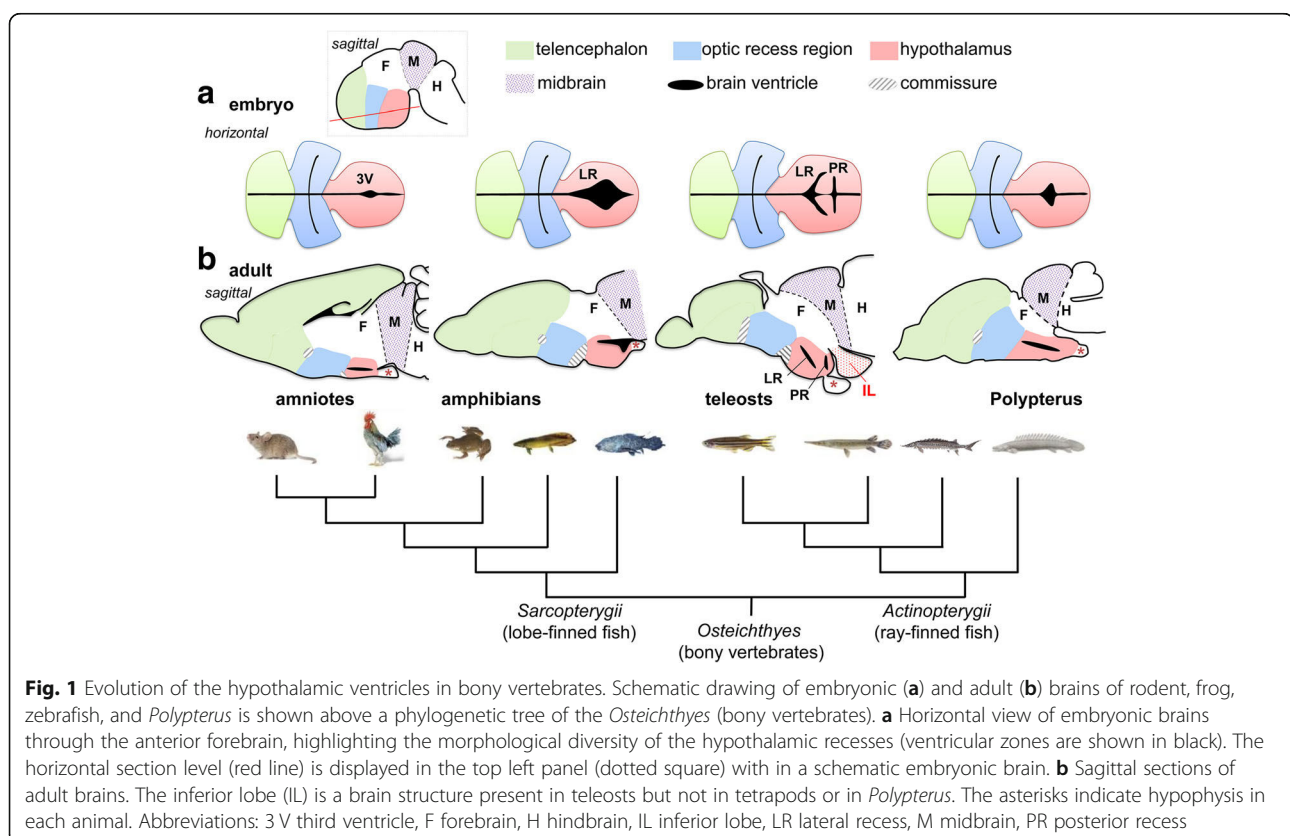 sagittal
F
M
H
telencephalon
optic recess region
hypothalamus
midbrain
brain ventricle
commissure
a embryo
horizontal
3V
LR
LR
PR
b adult
sagittal
F
M
H
F
M
*
F
M
H
F
M
H
*
LR
PR
*
IL
*
amniotes
amphibians
teleosts
Polypterus
Sarcopterygii
(lobe-finned fish)
Osteichthyes
(bony vertebrates)
Actinopterygii
(ray-finned fish)
Fig. 1 Evolution of the hypothalamic ventricles in bony vertebrates. Schematic drawing of embryonic (a) and adult (b) brains of rodent, frog,
zebrafish, and Polypterus is shown above a phylogenetic tree of the Osteichthyes (bony vertebrates). a Horizontal view of embryonic brains
through the anterior forebrain, highlighting the morphological diversity of the hypothalamic recesses (ventricular zones are shown in black). The
horizontal section level (red line) is displayed in the top left panel (dotted square) with in a schematic embryonic brain. b Sagittal sections of
adult brains. The inferior lobe (IL) is a brain structure present in teleosts but not in tetrapods or in Polypterus. The asterisks indicate hypophysis in
each animal. Abbreviations: 3 V third ventricle, F forebrain, H hindbrain, IL inferior lobe, LR lateral recess, M midbrain, PR posterior recess